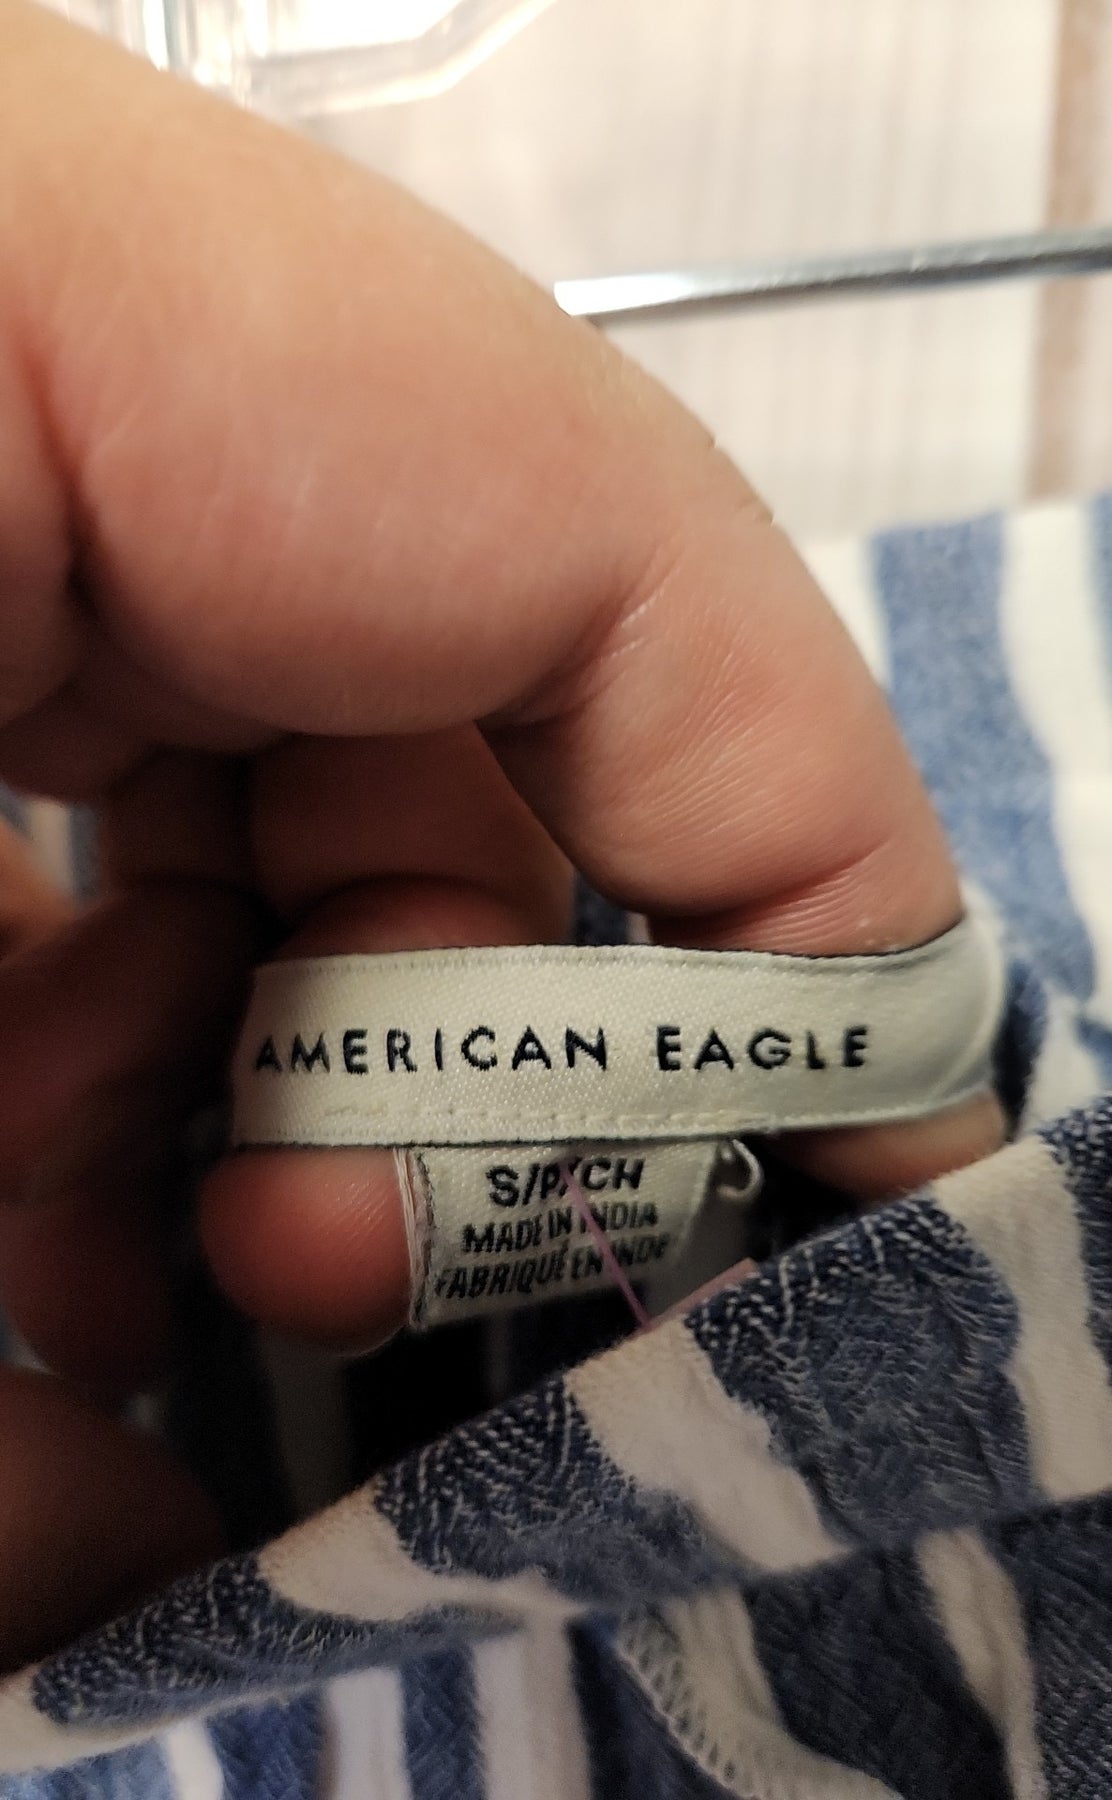 AMERICAN EAGLE
S/P/CH
MADE IN INDIA
FABRIQUÉ EN INDE